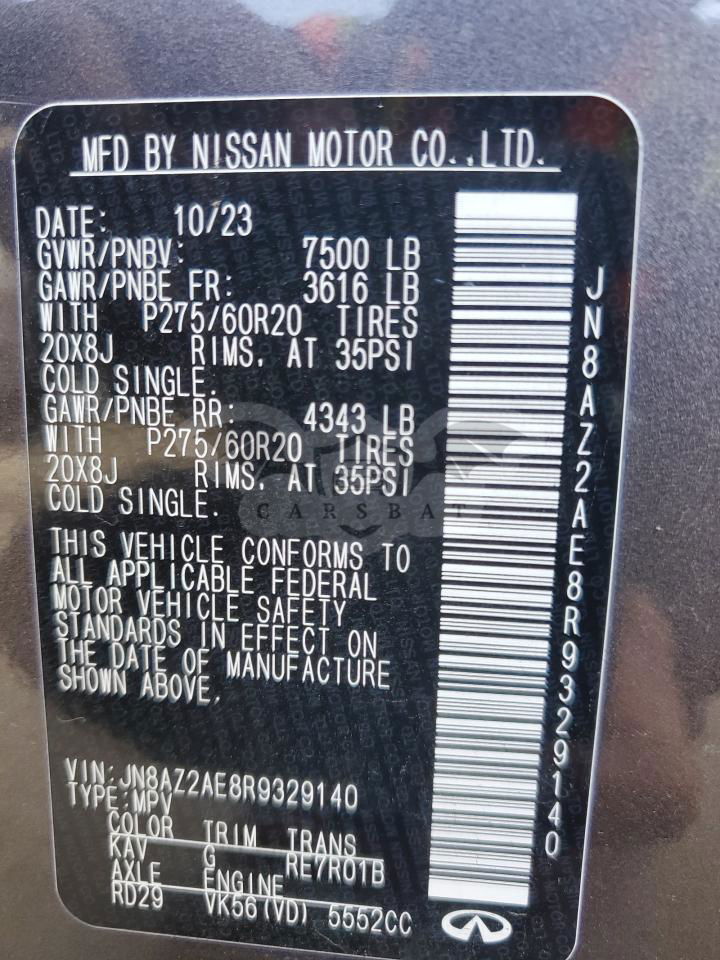 MFD BY NISSAN MOTOR CO.,LTD.
DATE: 10/23
GVWR/PNBV: 7500 LB
GAWR/PNBE FR: 3616 LB
WITH P275/60R20 TIRES
20X8J RIMS. AT 35PSI
COLD SINGLE.
GAWR/PNBE RR: 4343 LB
WITH P275/60R20 TIRES
20X8J RIMS. AT 35PSI
COLD SINGLE.
CARSBAT
THIS VEHICLE CONFORMS TO
ALL APPLICABLE FEDERAL
MOTOR VEHICLE SAFETY
STANDARDS IN EFFECT ON
THE DATE OF MANUFACTURE
SHOWN ABOVE.
VIN:JN8AZ2AE8R9329140
TYPE:MPV
COLOR TRIM TRANS
KAV G RE7R01B
AXLE ENGINE
RD29 VK56(VD) 5552CC
JN8AZ2AE8R9329140